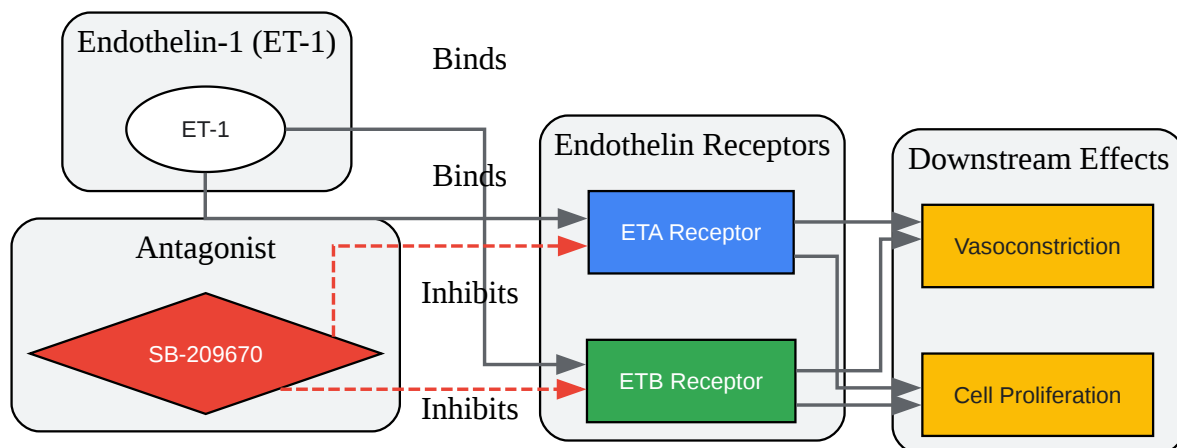 Endothelin-1 (ET-1)
ET-1
Binds
Binds
Antagonist
SB-209670
Inhibits
Inhibits
Endothelin Receptors
ETA Receptor
ETB Receptor
Downstream Effects
Vasoconstriction
Cell Proliferation